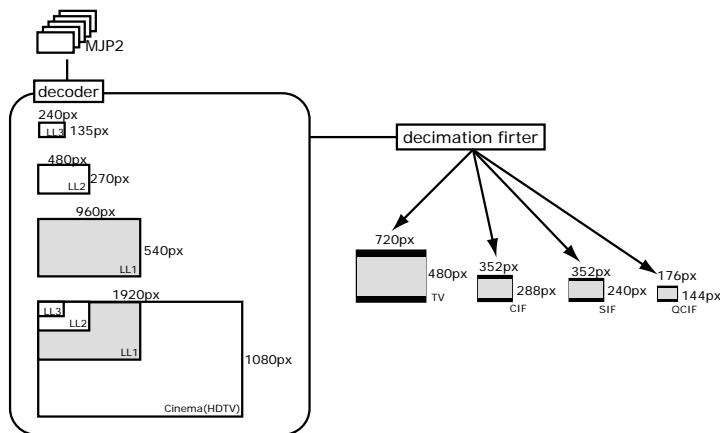 MJP2
decoder
240px
LL3
135px
480px
LL2
270px
960px
540px
LL1
1920px
LL3
LL2
LL1
1080px
Cinema(HDTV)
decimation firter
720px
480px
TV
352px
288px
CIF
352px
240px
SIF
176px
144px
QCIF